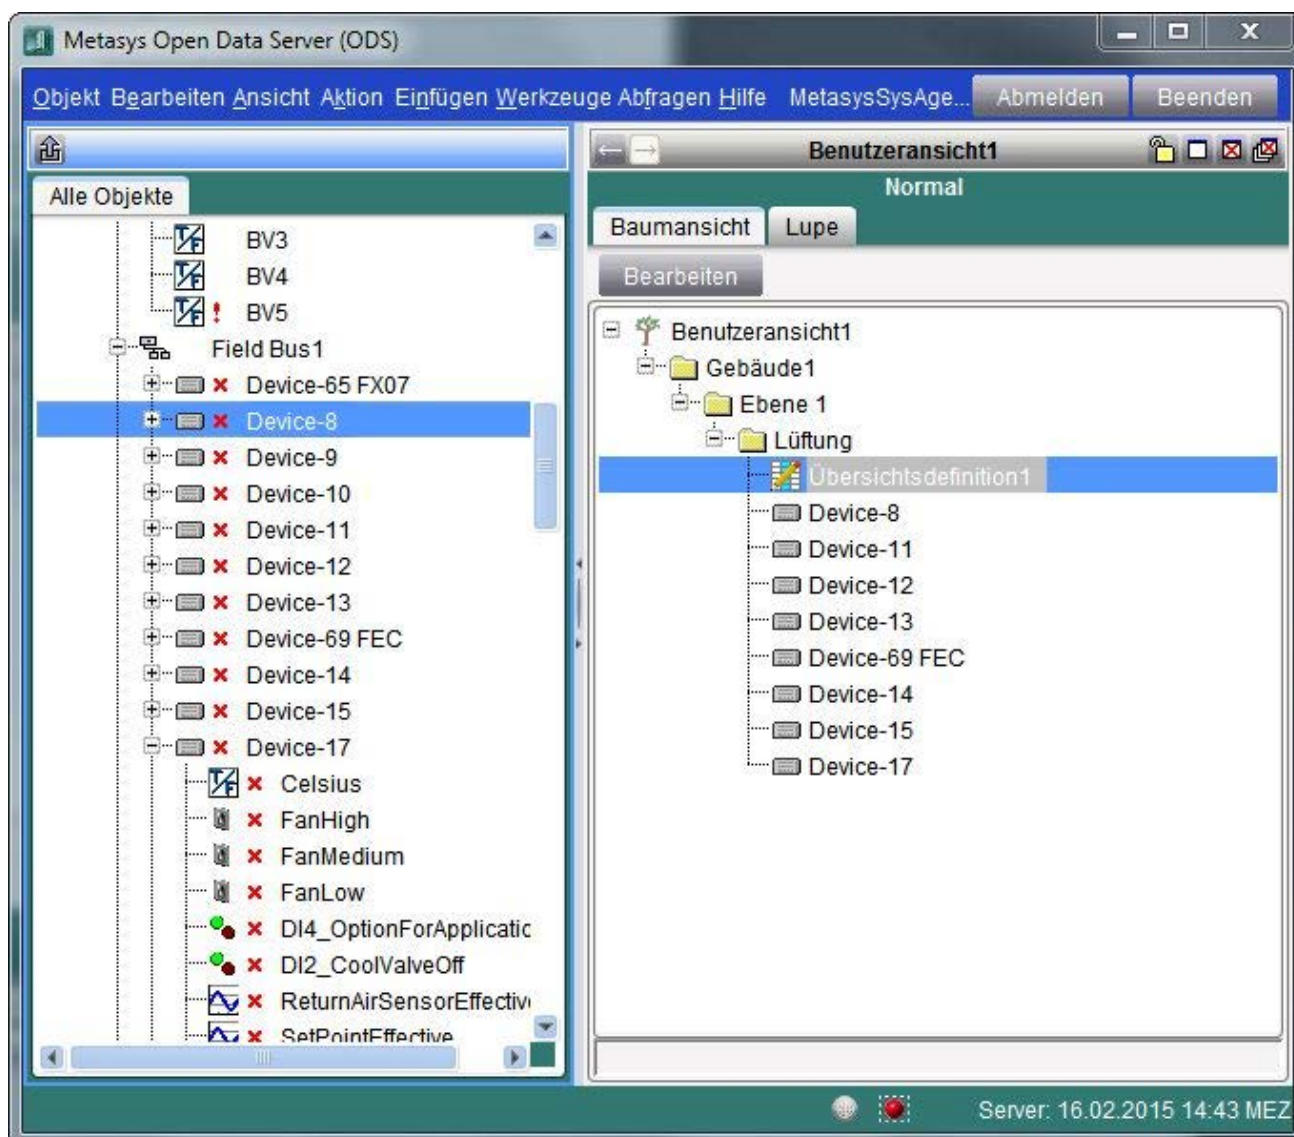 Metasys Open Data Server (ODS)
Objekt Bearbeiten Ansicht Aktion Einfügen Werkzeuge Abfragen Hilfe MetasysSysAge... Abmelden Beenden
Alle Objekte
BV3
BV4
BV5
Field Bus1
Device-65 FX07
Device-8
Device-9
Device-10
Device-11
Device-12
Device-13
Device-69 FEC
Device-14
Device-15
Device-17
Celsius
FanHigh
FanMedium
FanLow
DI4_OptionForApplicatic
DI2_CoolValveOff
ReturnAirSensorEffectiv
SetPointEffective
Benutzeransicht1
Normal
Baumansicht Lupe
Bearbeiten
Benutzeransicht1
Gebäude1
Ebene 1
Lüftung
Übersichtsdefinition1
Device-8
Device-11
Device-12
Device-13
Device-69 FEC
Device-14
Device-15
Device-17
Server: 16.02.2015 14:43 MEZ